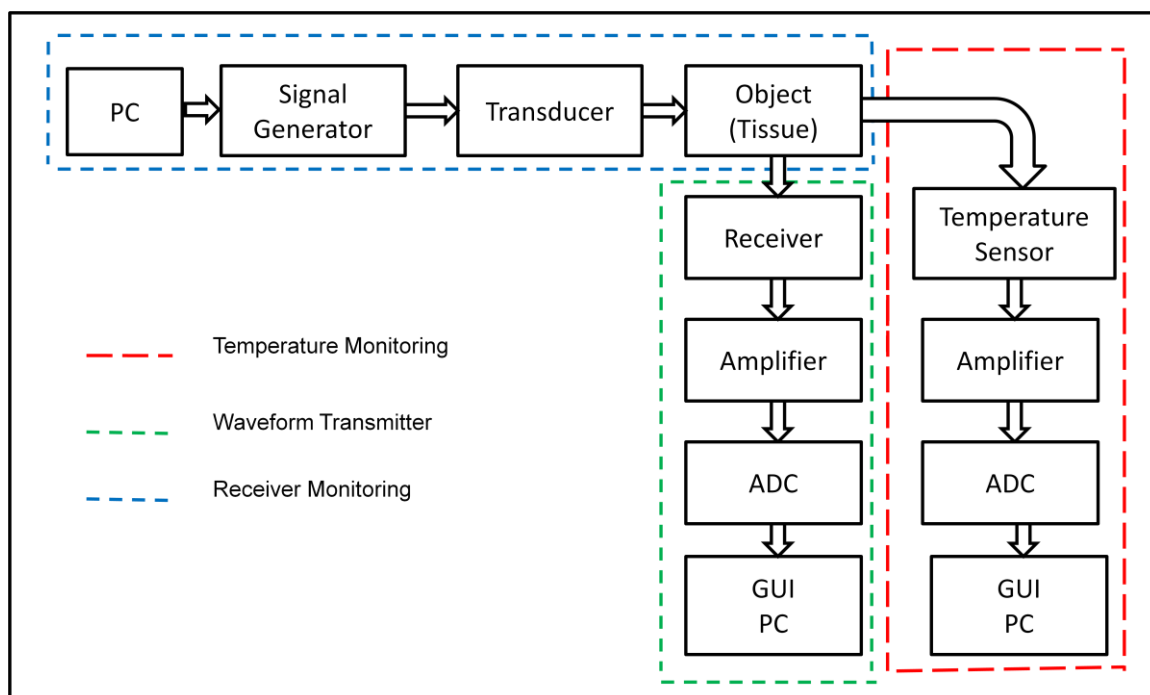 PC
Signal
Generator
Transducer
Object
(Tissue)
Receiver
Temperature
Sensor
Amplifier
Amplifier
ADC
ADC
GUI
PC
GUI
PC
Temperature Monitoring
Waveform Transmitter
Receiver Monitoring